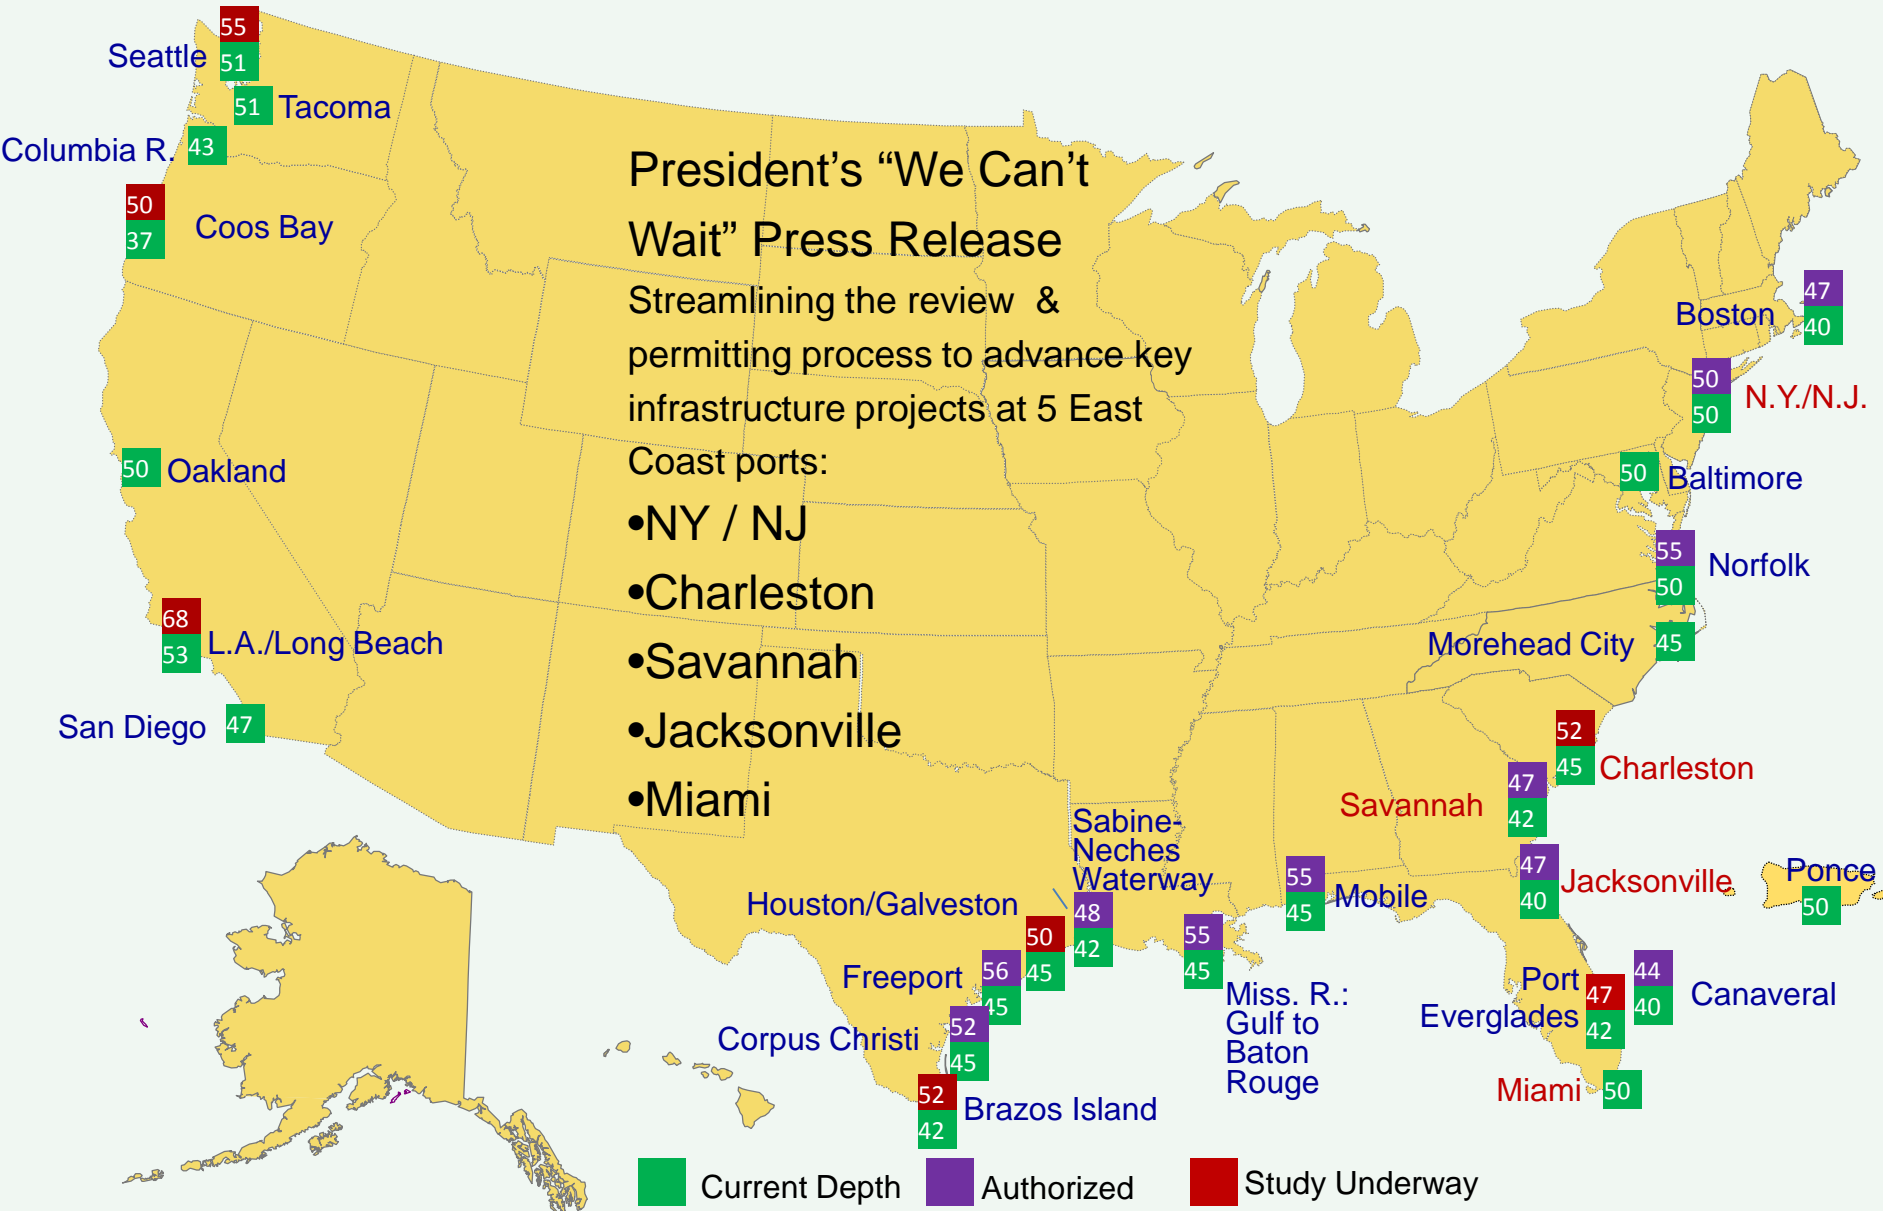 55
Seattle
51
51
Tacoma
Columbia R.
43
50
37
Coos Bay
President's “We Can't
Wait” Press Release
Streamlining the review &
permitting process to advance key
infrastructure projects at 5 East
Coast ports:
•NY / NJ
•Charleston
•Savannah
•Jacksonville
•Miami
50
Oakland
68
53
L.A./Long Beach
San Diego
47
47
Boston
40
50
50
N.Y./N.J.
50
Baltimore
55
50
Norfolk
Morehead City
45
52
45
Charleston
Savannah
47
42
47
40
Jacksonville
Ponce
50
Sabine-
Neches
Waterway
48
42
55
45
Mobile
Houston/Galveston
50
45
55
45
Miss. R.:
Gulf to
Baton
Rouge
Freeport
56
45
Corpus Christi
52
45
52
42
Brazos Island
Port
Everglades
47
42
44
40
Canaveral
Miami
50
Current Depth
Authorized
Study Underway